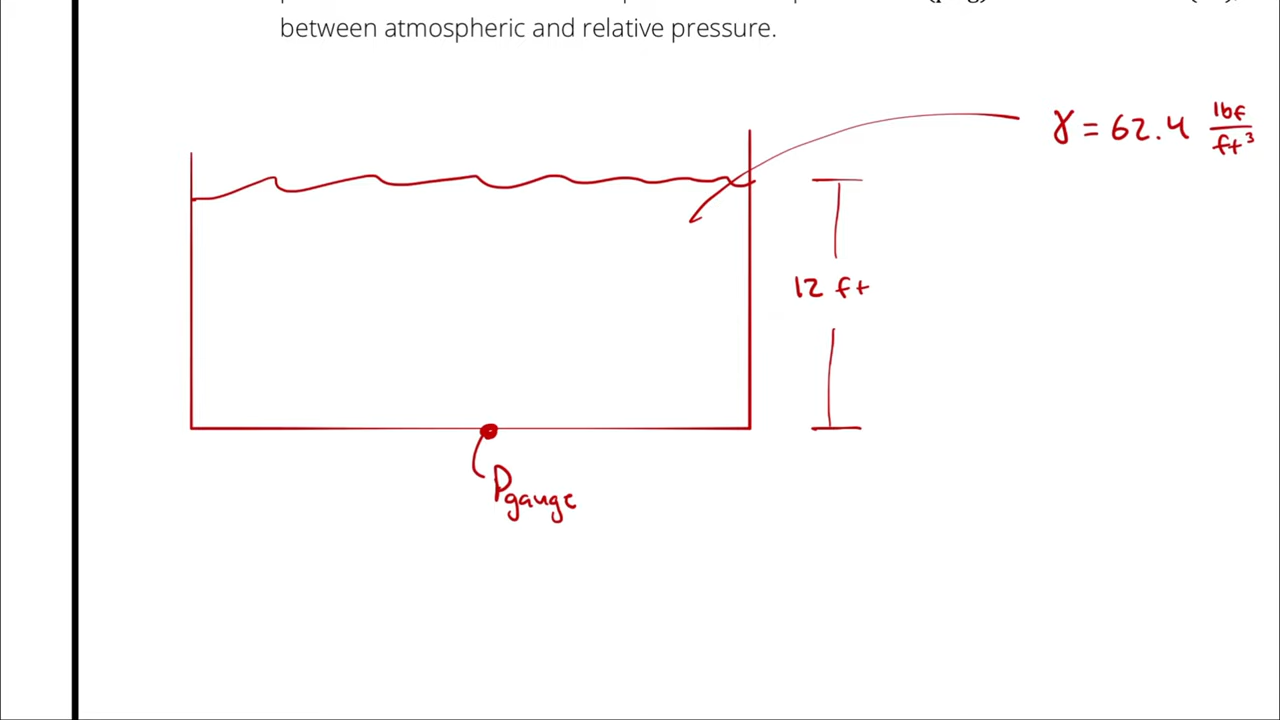 between atmospheric and relative pressure.
γ = 62.4 lbf/ft³
12 ft
Pgauge